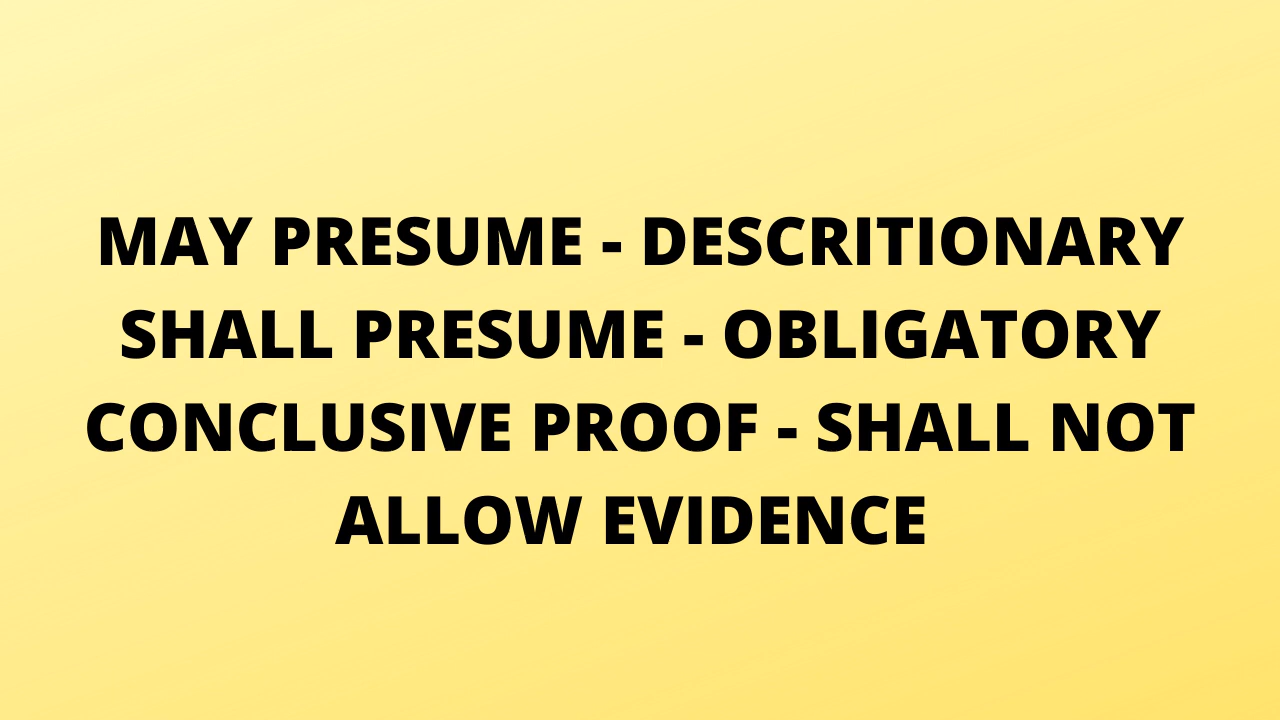 MAY PRESUME - DESCRITIONARY
SHALL PRESUME - OBLIGATORY
CONCLUSIVE PROOF - SHALL NOT
ALLOW EVIDENCE